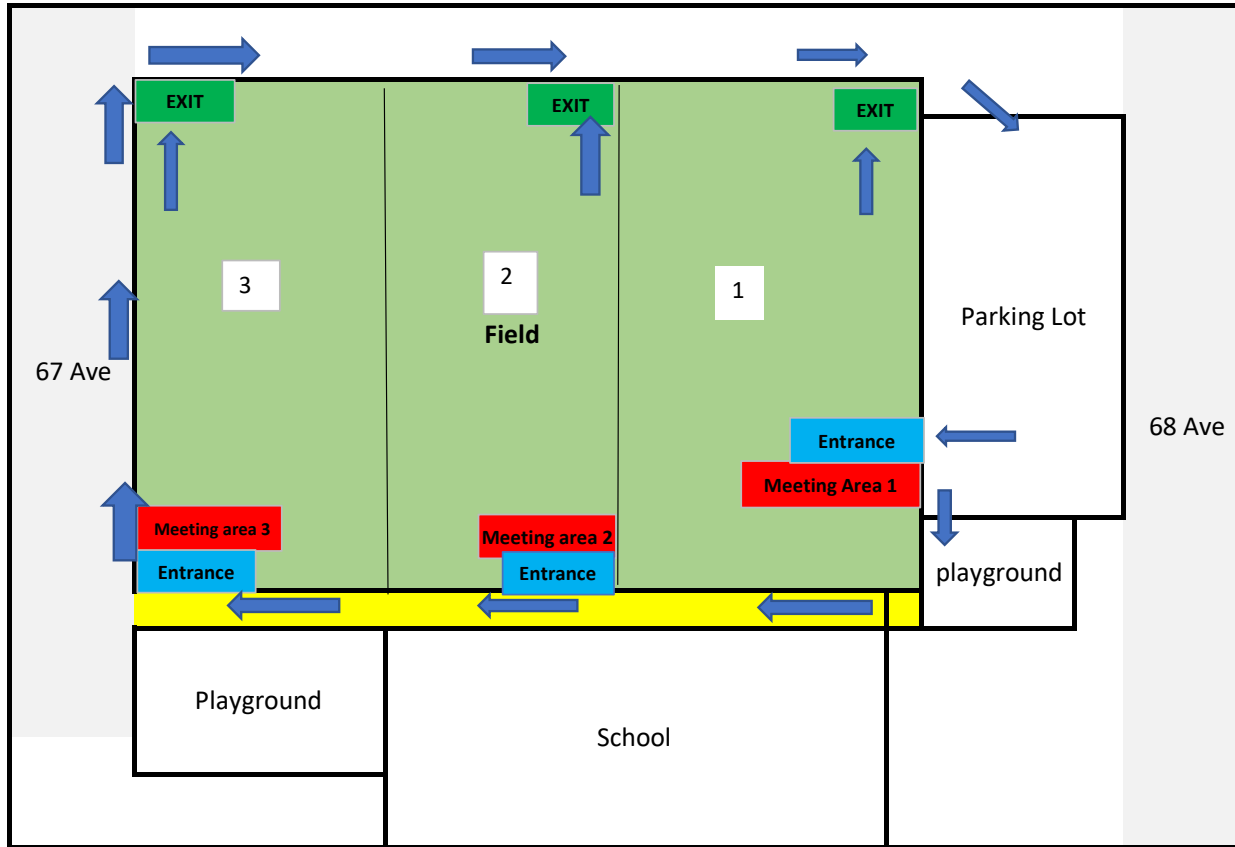 EXIT
EXIT
EXIT
3
2
1
Field
Parking Lot
67 Ave
68 Ave
Entrance
Meeting Area 1
Meeting area 3
Meeting area 2
Entrance
Entrance
playground
Playground
School